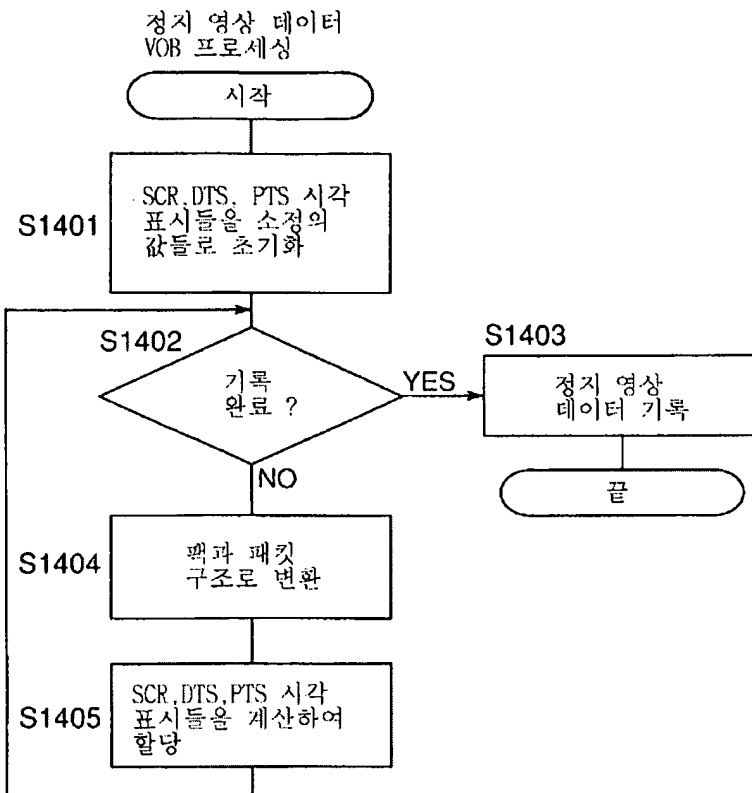 정지 영상 데이터
VOB 프로세싱
시작
S1401
SCR,DTS, PTS 시각
표시들을 소정의
값들로 초기화
S1402
기록
완료 ?
YES
S1403
정지 영상
데이터 기록
끝
NO
S1404
팩과 패킷
구조로 변환
S1405
SCR,DTS,PTS 시각
표시들을 계산하여
할당